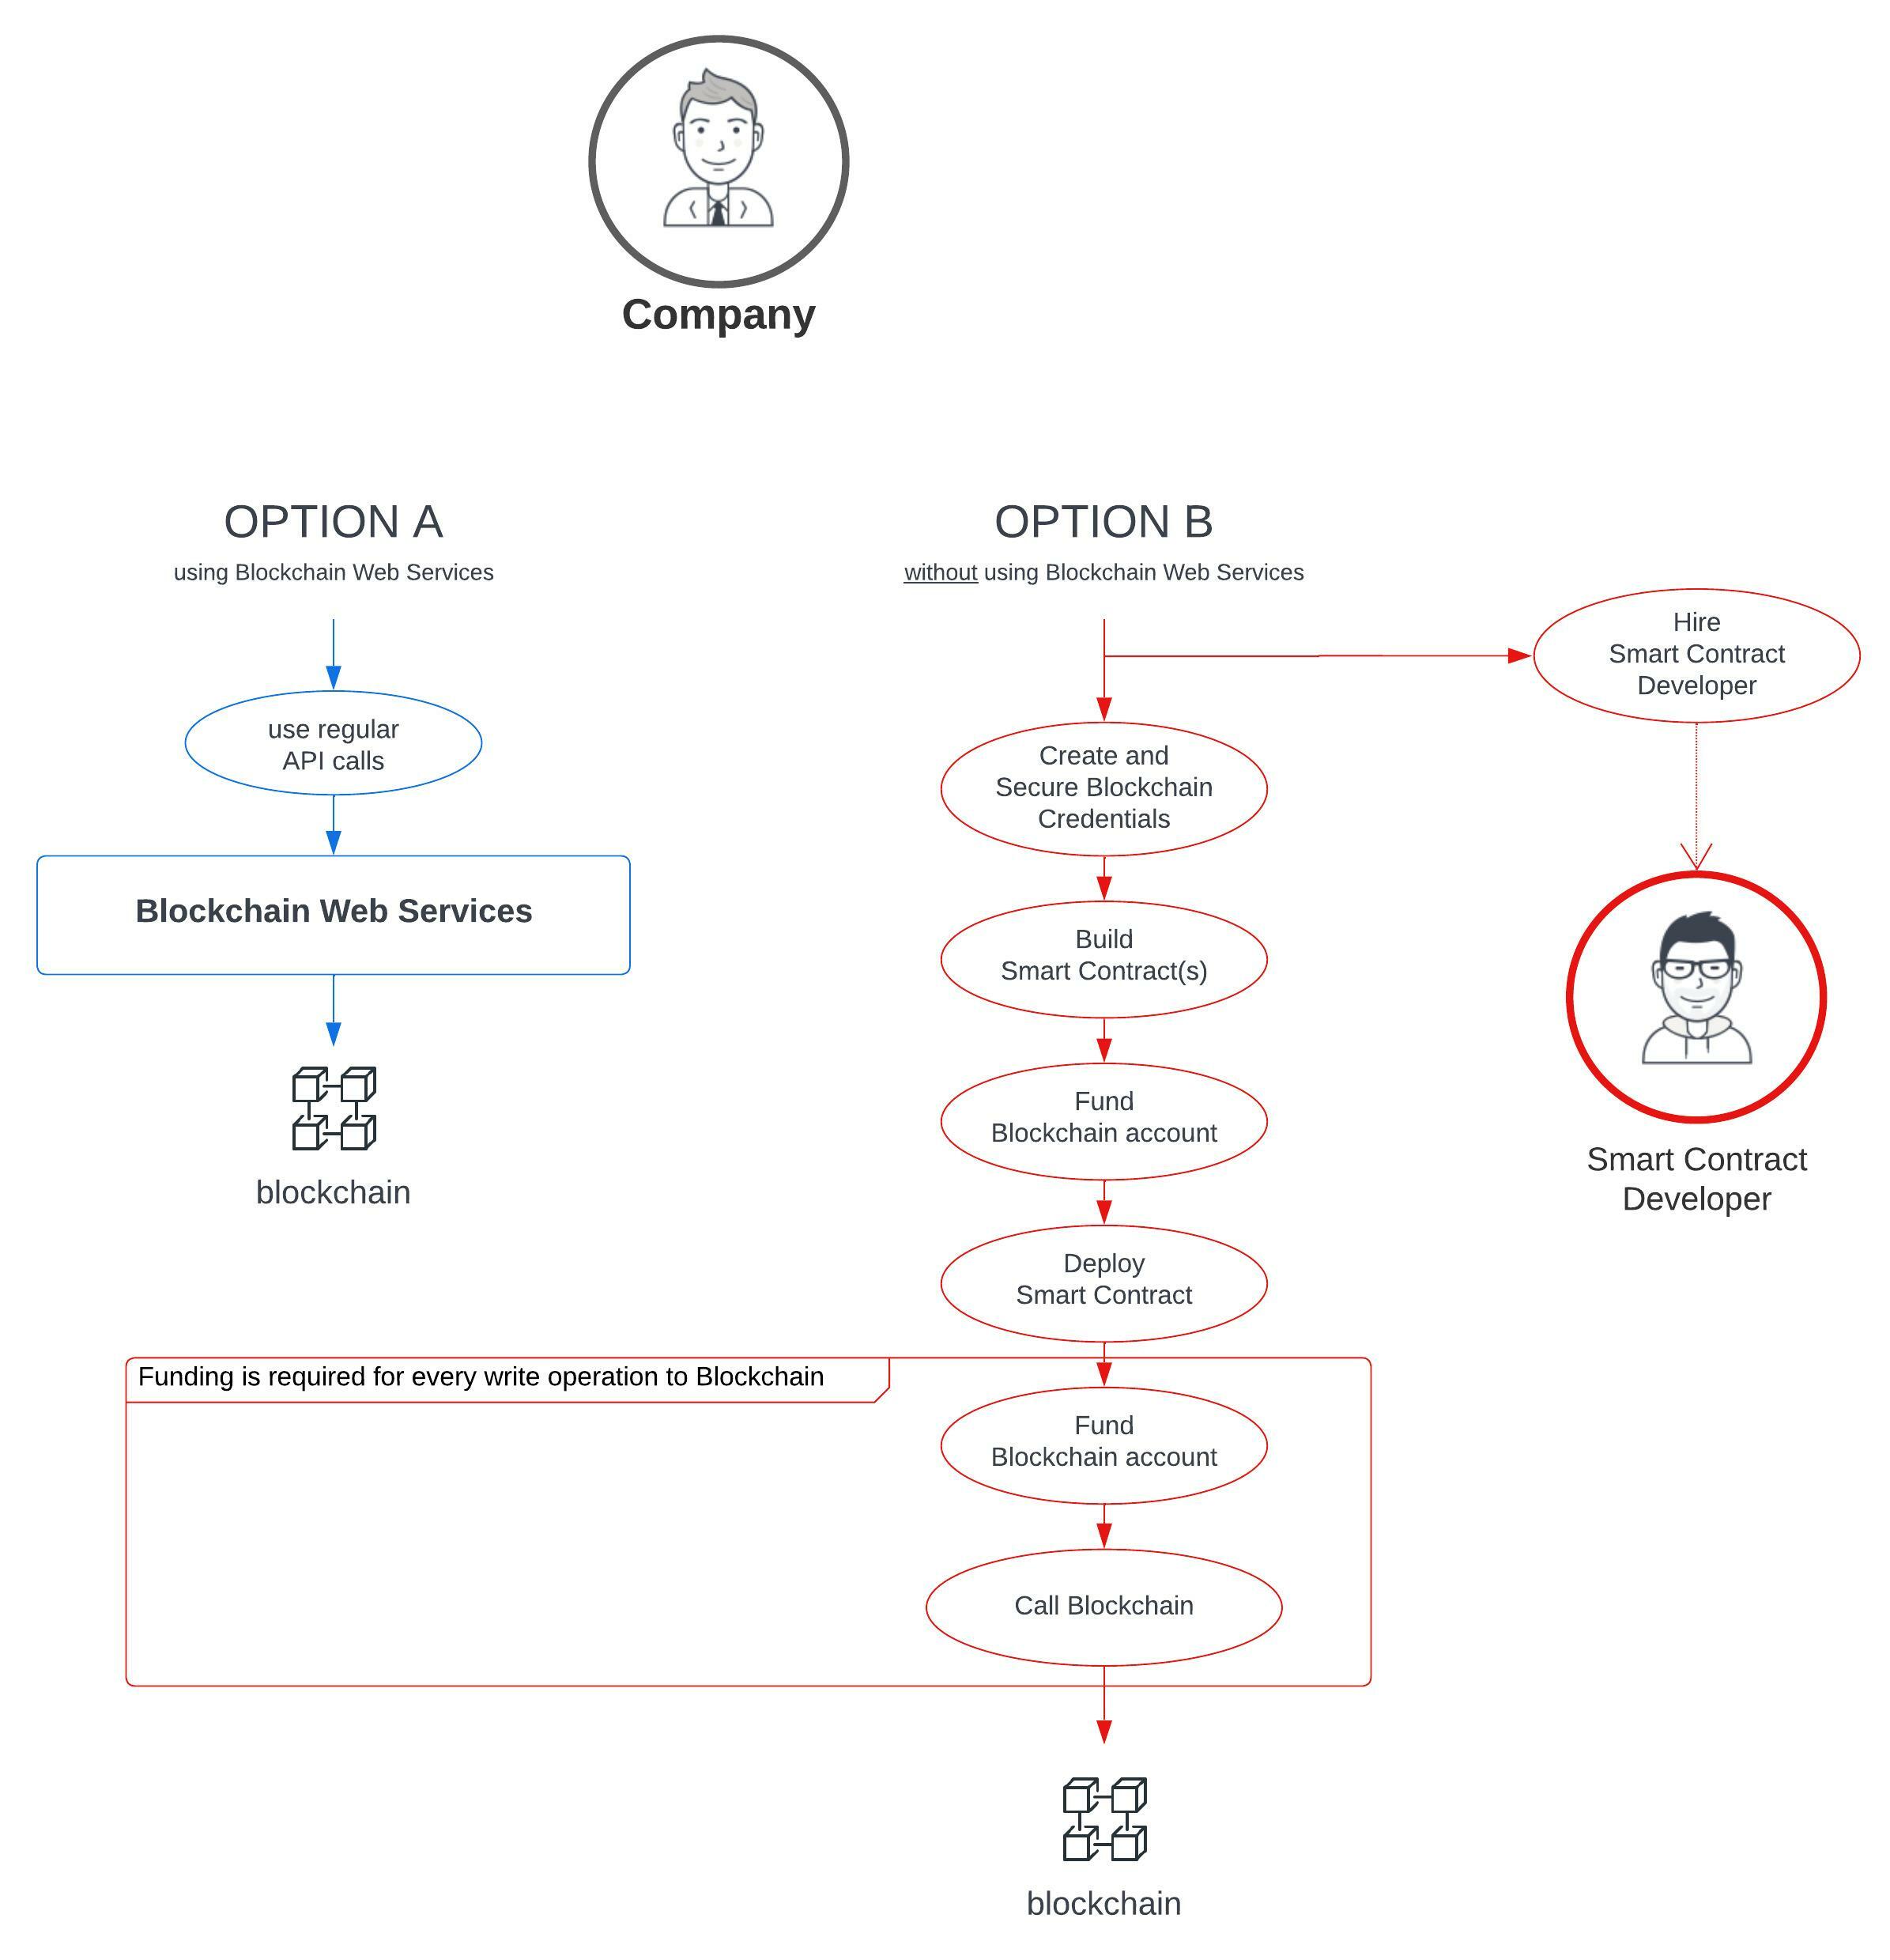 Company
OPTION A
using Blockchain Web Services
use regular
API calls
Blockchain Web Services
blockchain
OPTION B
without using Blockchain Web Services
Hire
Smart Contract
Developer
Smart Contract
Developer
Create and
Secure Blockchain
Credentials
Build
Smart Contract(s)
Fund
Blockchain account
Deploy
Smart Contract
Funding is required for every write operation to Blockchain
Fund
Blockchain account
Call Blockchain
blockchain